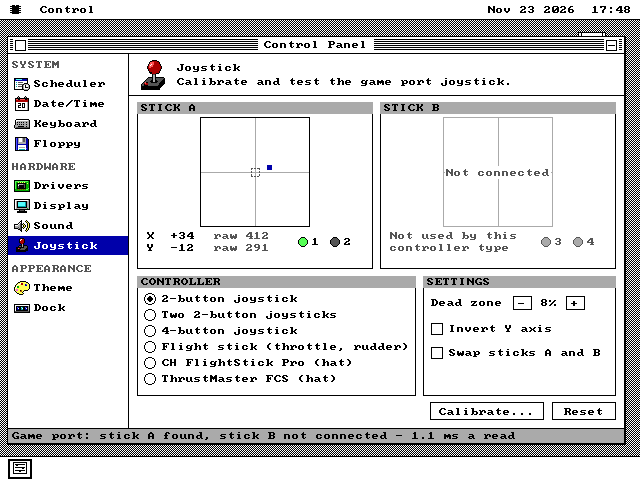 Control
Nov 23 2026 17:48
Control Panel
SYSTEM
Scheduler
20
Date/Time
Keyboard
Floppy
HARDWARE
Drivers
Display
Sound
Joystick
APPEARANCE
Theme
Dock
Joystick
Calibrate and test the game port joystick.
STICK A
X +34 raw 412
Y -12 raw 291
1 2
STICK B
Not connected
Not used by this
controller type
3 4
CONTROLLER
2-button joystick
Two 2-button joysticks
4-button joystick
Flight stick (throttle, rudder)
CH FlightStick Pro (hat)
ThrustMaster FCS (hat)
SETTINGS
Dead zone - 8% +
Invert Y axis
Swap sticks A and B
Calibrate... Reset
Game port: stick A found, stick B not connected - 1.1 ms a read